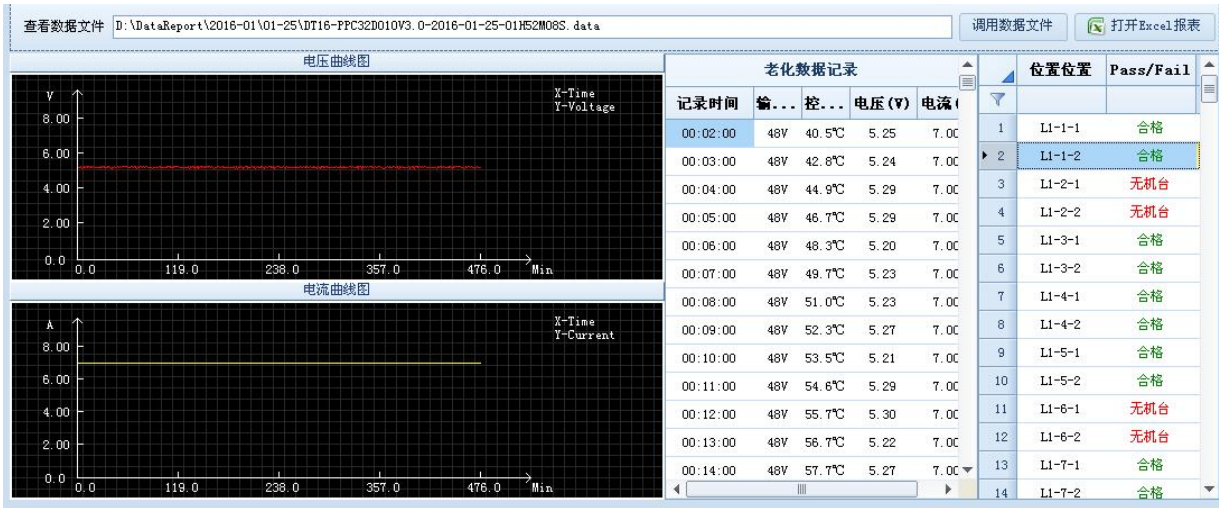 查看数据文件 D:\DataReport\2016-01\01-25\DT16-PPC32D010V3.0-2016-01-25-01H52M08S.data 调用数据文件 打开Excel报表
电压曲线图
V
X-Time
Y-Voltage
8.00
6.00
4.00
2.00
0.0
0.0 119.0 238.0 357.0 476.0 Min
电流曲线图
A
X-Time
Y-Current
8.00
6.00
4.00
2.00
0.0
0.0 119.0 238.0 357.0 476.0 Min
老化数据记录
记录时间 输... 控... 电压(V) 电流(
00:02:00 48V 40.5℃ 5.25 7.00
00:03:00 48V 42.8℃ 5.24 7.00
00:04:00 48V 44.9℃ 5.29 7.00
00:05:00 48V 46.7℃ 5.29 7.00
00:06:00 48V 48.3℃ 5.20 7.00
00:07:00 48V 49.7℃ 5.23 7.00
00:08:00 48V 51.0℃ 5.23 7.00
00:09:00 48V 52.3℃ 5.27 7.00
00:10:00 48V 53.5℃ 5.21 7.00
00:11:00 48V 54.6℃ 5.29 7.00
00:12:00 48V 55.7℃ 5.30 7.00
00:13:00 48V 56.7℃ 5.22 7.00
00:14:00 48V 57.7℃ 5.27 7.00
位置位置 Pass/Fail
1 L1-1-1 合格
2 L1-1-2 合格
3 L1-2-1 无机台
4 L1-2-2 无机台
5 L1-3-1 合格
6 L1-3-2 合格
7 L1-4-1 合格
8 L1-4-2 合格
9 L1-5-1 合格
10 L1-5-2 合格
11 L1-6-1 无机台
12 L1-6-2 无机台
13 L1-7-1 合格
14 L1-7-2 合格